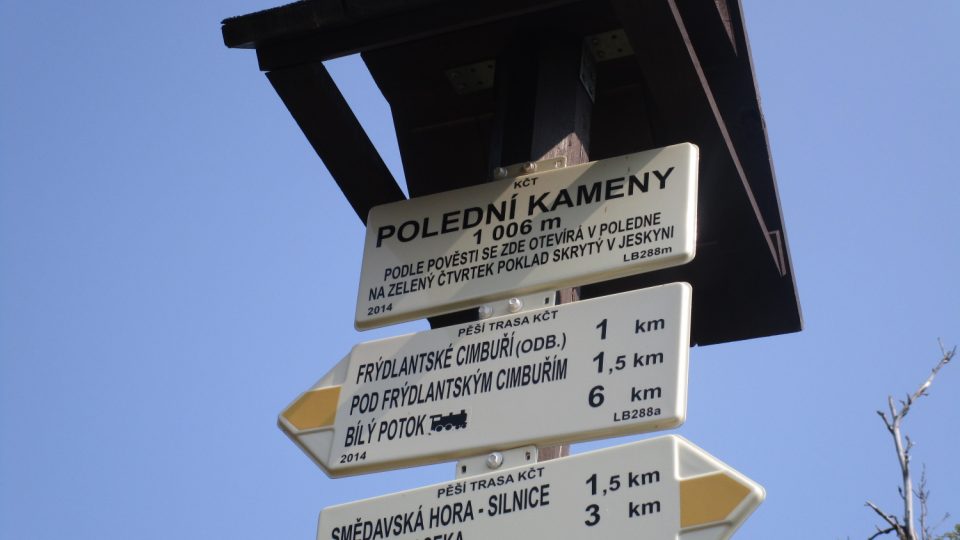 KČT
POLEDNÍ KAMENY
1 006 m
PODLE POVĚSTI SE ZDE OTEVÍRÁ V POLEDNE
NA ZELENÝ ČTVRTEK POKLAD SKRYTÝ V JESKYNI
2014 LB288m
PĚŠÍ TRASA KČT
FRÝDLANTSKÉ CIMBUŘÍ (ODB.) 1 km
POD FRÝDLANTSKÝM CIMBUŘÍM 1,5 km
BÍLÝ POTOK 6 km
2014 LB288a
PĚŠÍ TRASA KČT
SMĚDAVSKÁ HORA - SILNICE 1,5 km
3 km